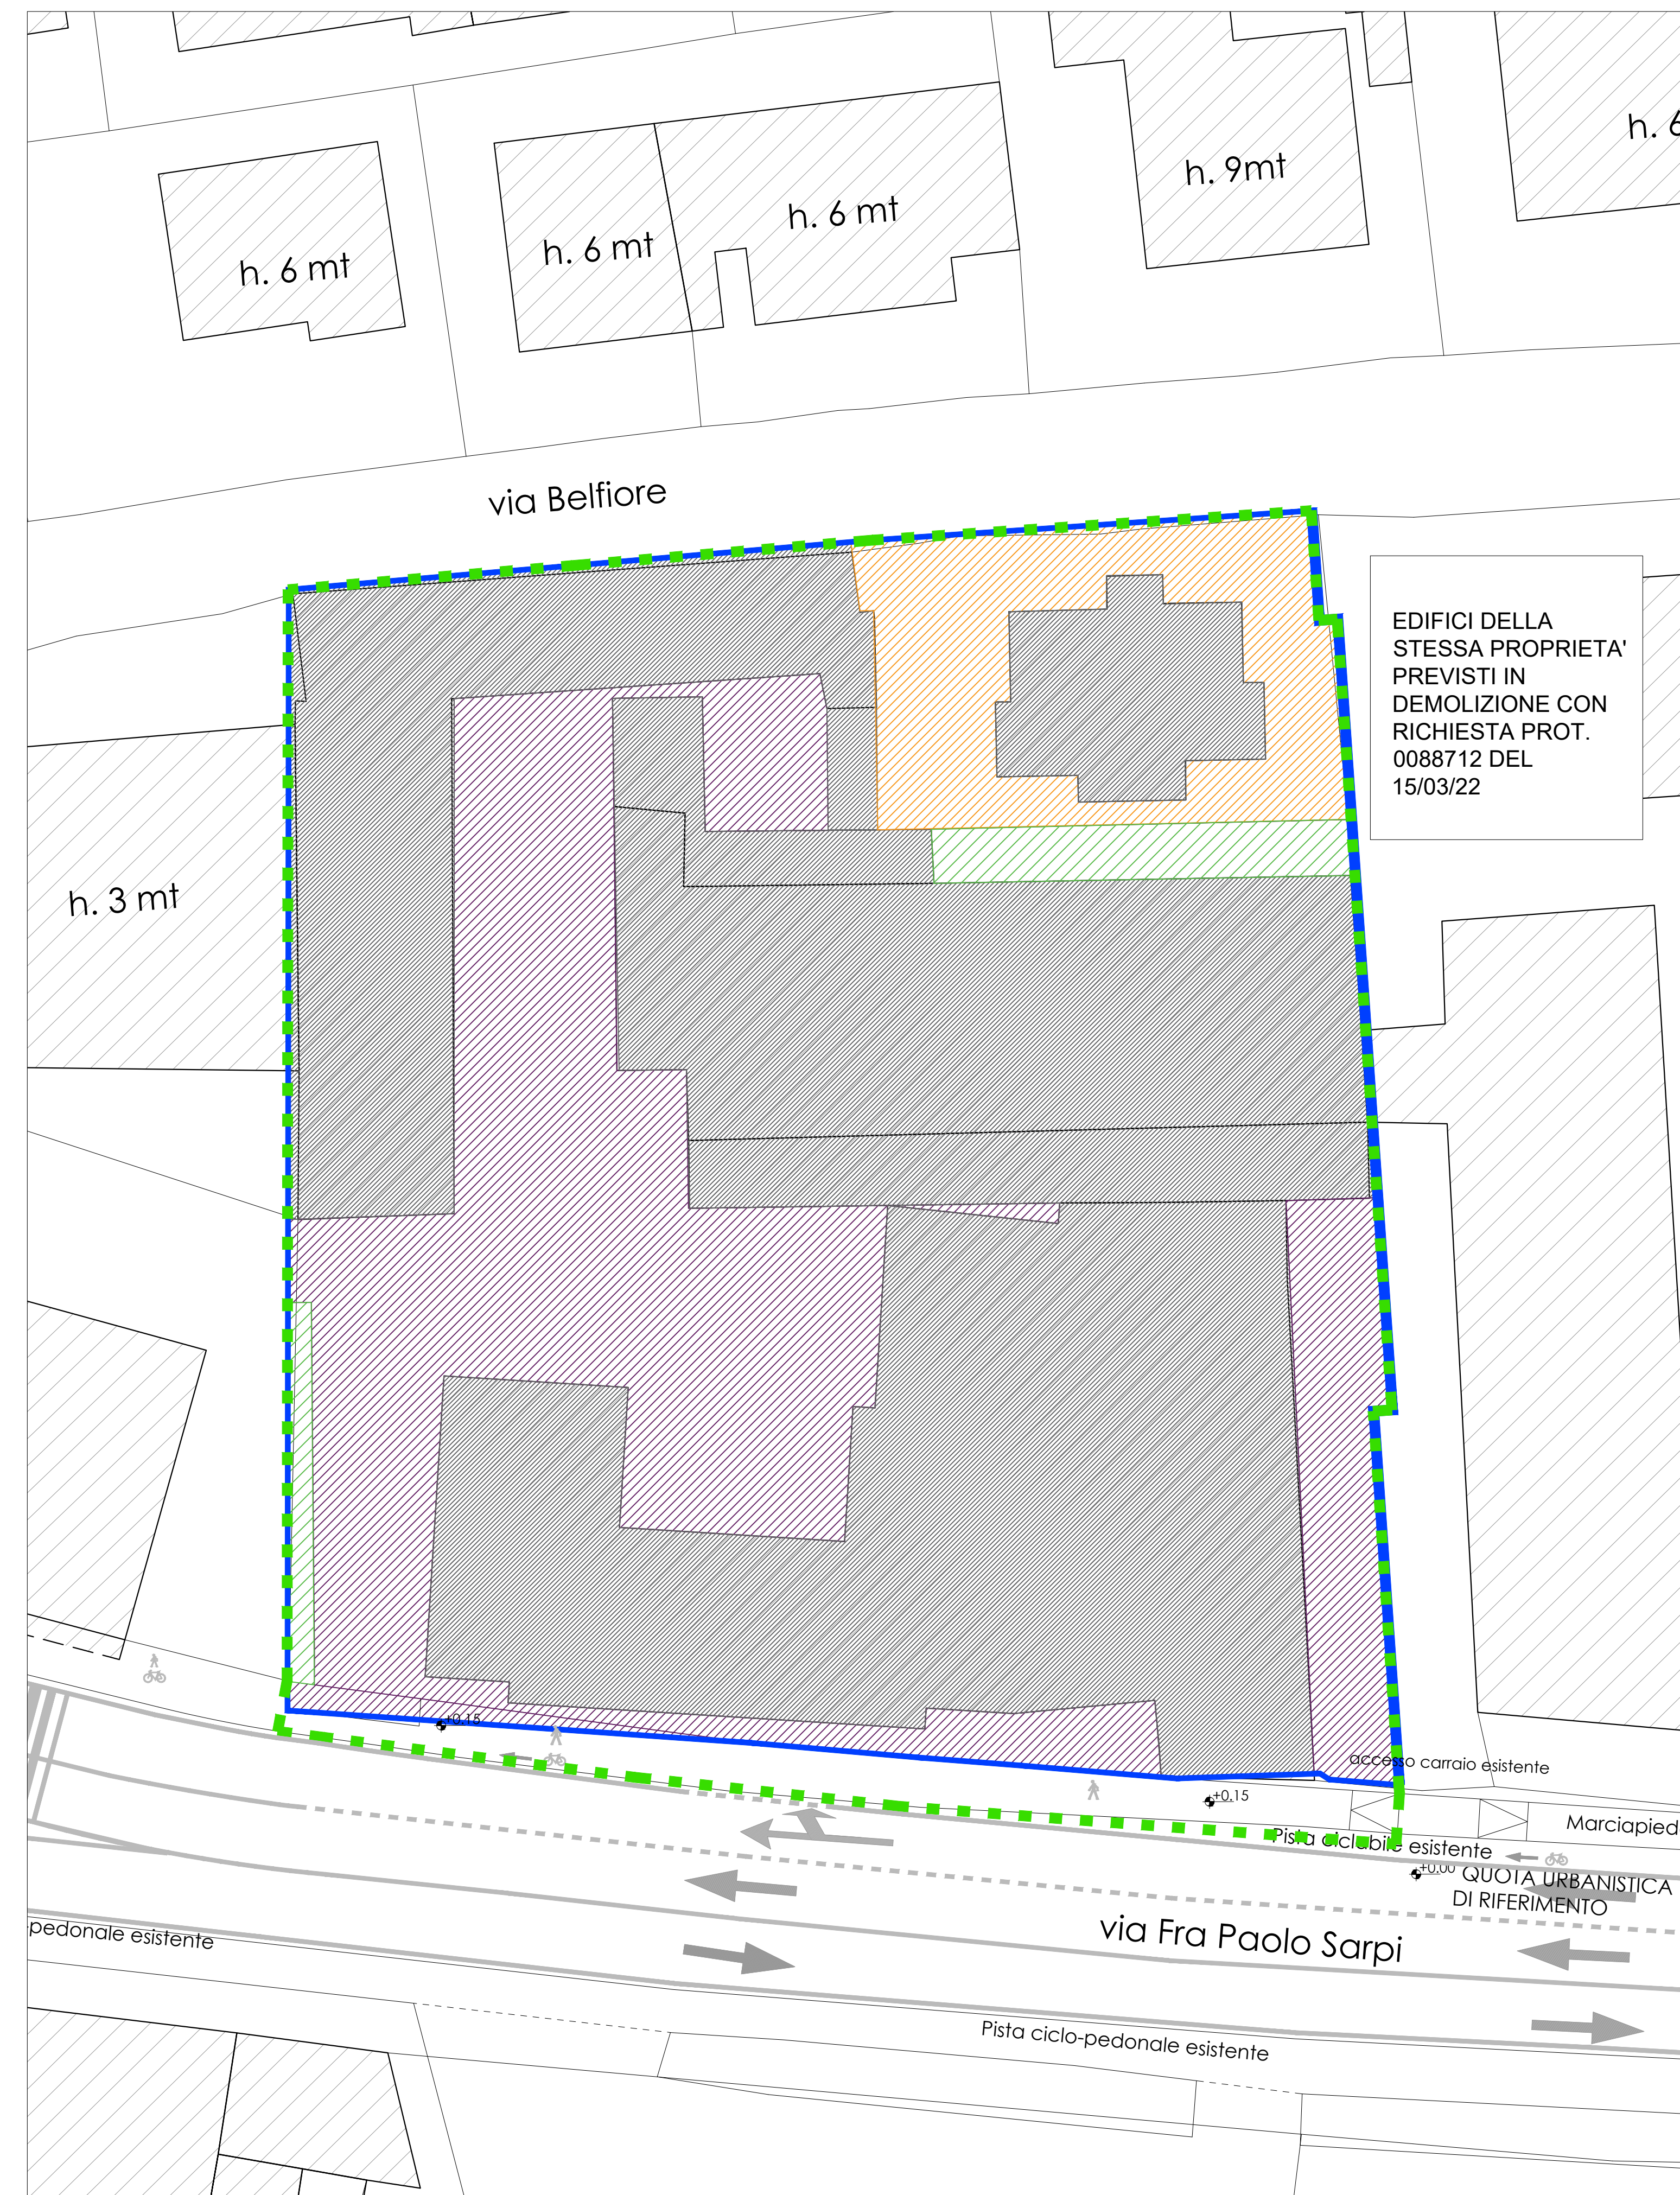 h. 6
h. 9mt
h. 6 mt
h. 6 mt
h. 6 mt
via Belfiore
EDIFICI DELLA
STESSA PROPRIETA'
PREVISTI IN
DEMOLIZIONE CON
RICHIESTA PROT.
0088712 DEL
15/03/22
h. 3 mt
+0.15
accesso carraio esistente
+0.15
Marciapied
Pista ciclabile esistente
+0.00
QUOTA URBANISTICA
DI RIFERIMENTO
via Fra Paolo Sarpi
-pedonale esistente
Pista ciclo-pedonale esistente